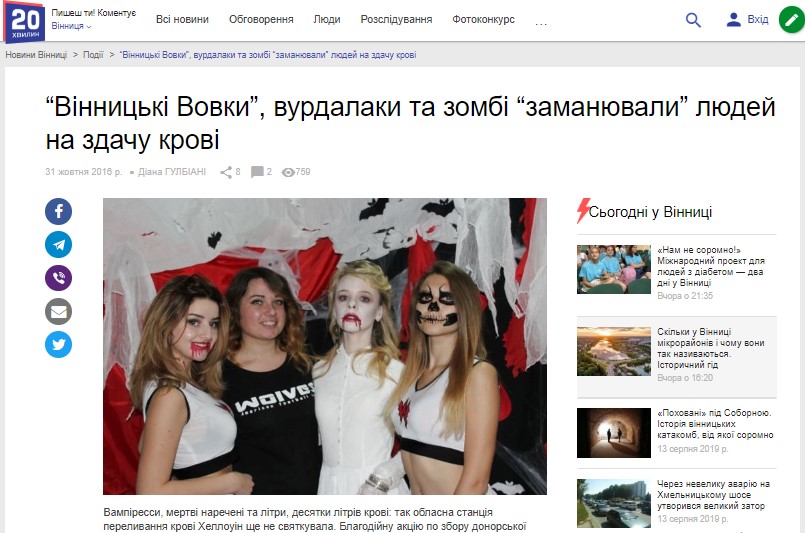 20
ХВИЛИН
Пишеш ти! Коментує
Вінниця
Всі новини
Обговорення
Люди
Розслідування
Фотоконкурс
...
Вхід
Новини Вінниці > Події > “Вінницькі Вовки”, вурдалаки та зомбі “заманювали” людей на здачу крові
“Вінницькі Вовки”, вурдалаки та зомбі “заманювали” людей
на здачу крові
31 жовтня 2016 р.
Діана ГУЛБІАНІ
8
2
759
WOLVES
American Football
Вампіресси, мертві наречені та літри, десятки літрів крові: так обласна станція
переливання крові Хеллоуін ще не святкувала. Благодійну акцію по збору донорської
Сьогодні у Вінниці
«Нам не соромно!»
Міжнародний проект для
людей з діабетом — два
дні у Вінниці
Вчора о 21:35
Скільки у Вінниці
мікрорайонів і чому вони
так називаються.
Історичний гід
Вчора о 16:20
«Поховані» під Соборною.
Історія вінницьких
катакомб, від якої соромно
13 серпня 2019 р.
Через невелику аварію на
Хмельницькому шосе
утворився великий затор
13 серпня 2019 р.